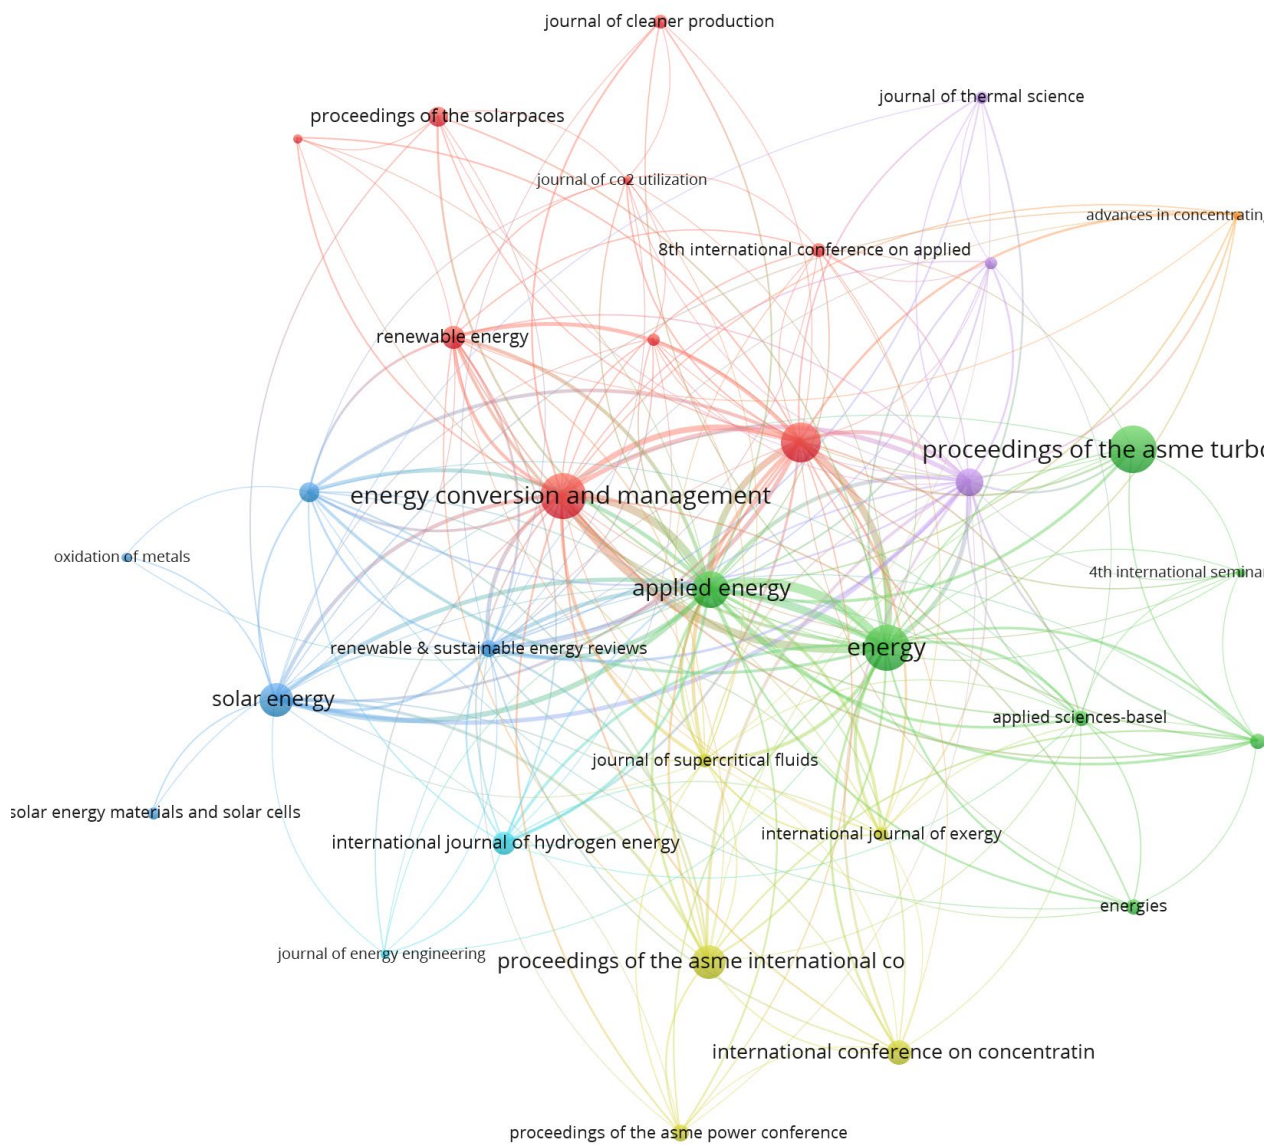 journal of cleaner production
journal of thermal science
proceedings of the solarpaces
journal of co2 utilization
advances in concentrating
8th international conference on applied
renewable energy
proceedings of the asme turbo
energy conversion and management
oxidation of metals
4th international seminar
applied energy
renewable & sustainable energy reviews
energy
solar energy
applied sciences-basel
journal of supercritical fluids
solar energy materials and solar cells
international journal of exergy
international journal of hydrogen energy
energies
journal of energy engineering
proceedings of the asme international co
international conference on concentratin
proceedings of the asme power conference